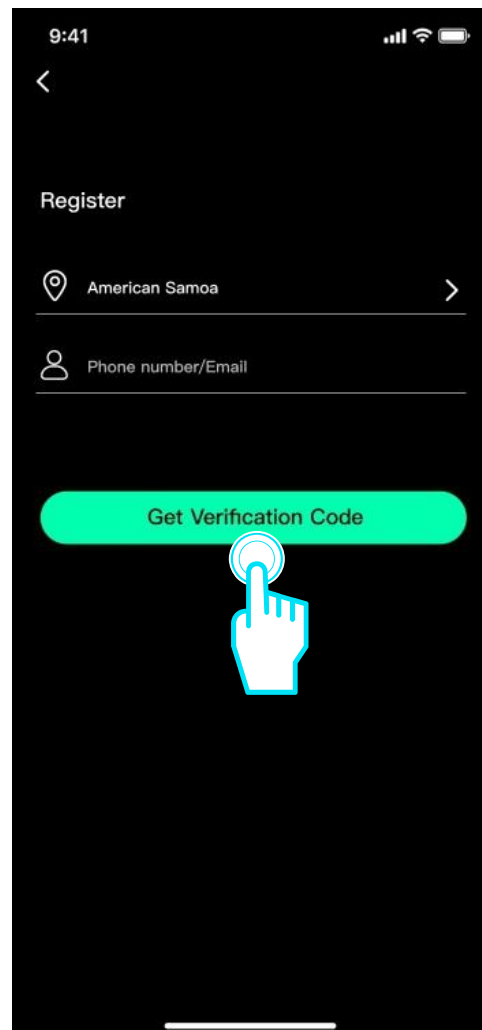 9:41
Register
American Samoa
Phone number/Email
Get Verification Code